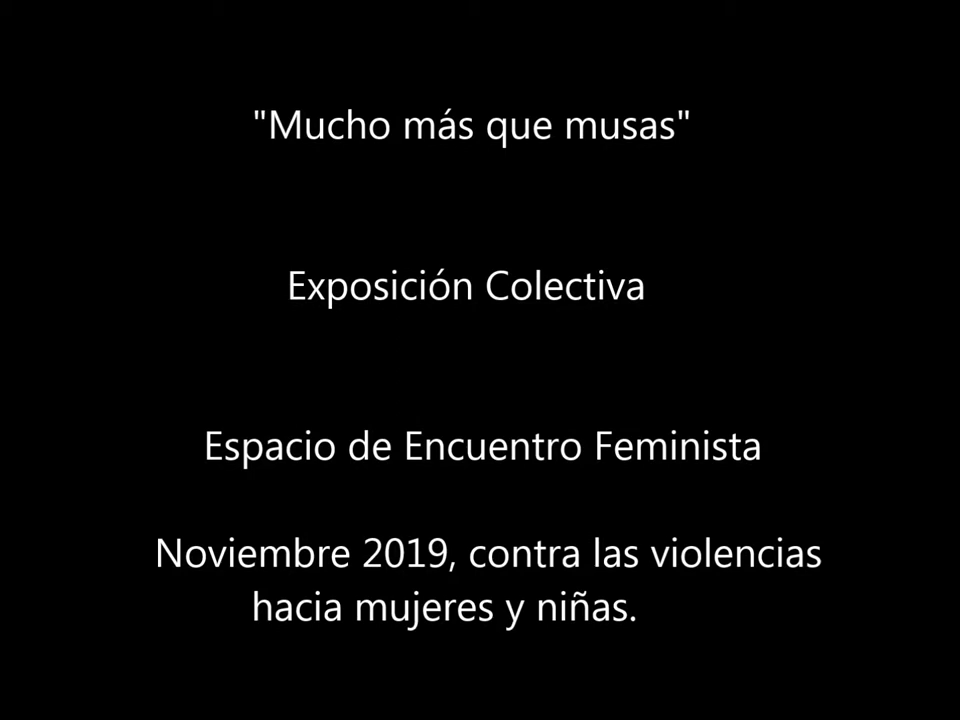 "Mucho más que musas"
Exposición Colectiva
Espacio de Encuentro Feminista
Noviembre 2019, contra las violencias
hacia mujeres y niñas.